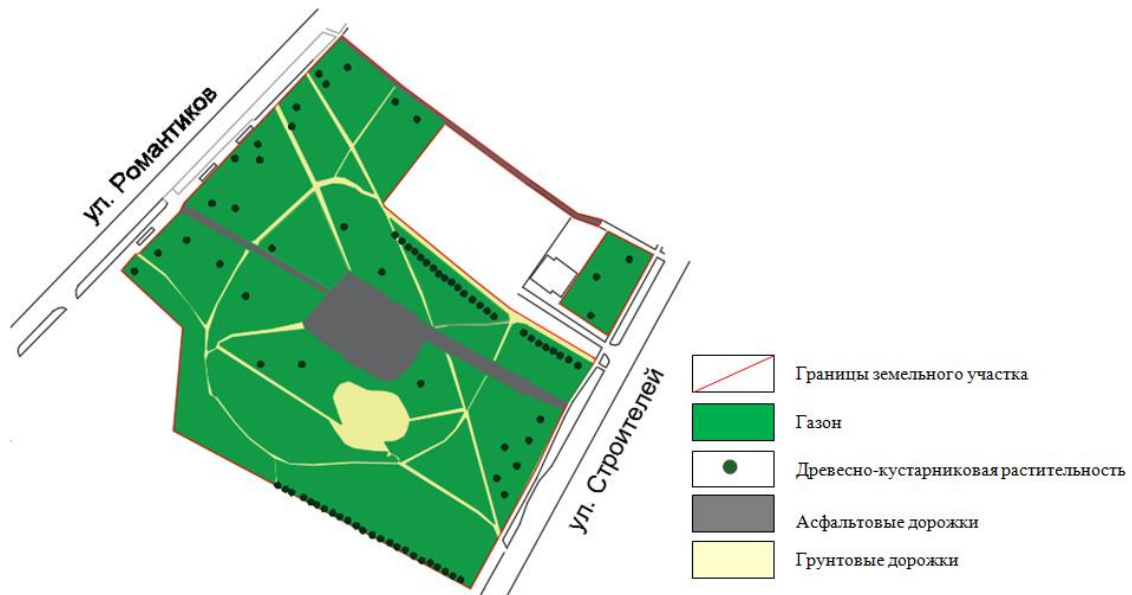 ул. Романтиков
ул. Строителей
Границы земельного участка
Газон
Древесно-кустарниковая растительность
Асфальтовые дорожки
Грунтовые дорожки